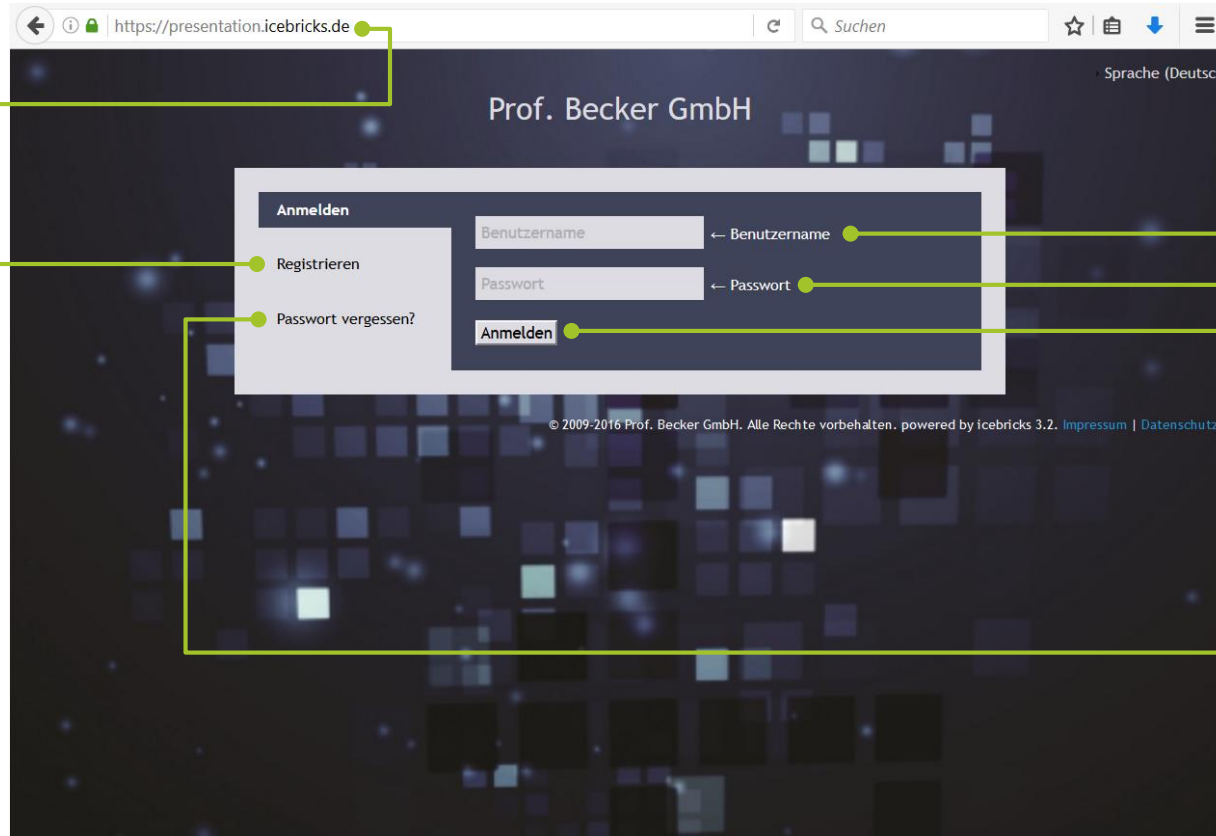 https://presentation.icebricks.de
Suchen
Sprache (Deutsc
Prof. Becker GmbH
Anmelden
Benutzername ← Benutzername
Registrieren
Passwort ← Passwort
Passwort vergessen?
Anmelden
© 2009-2016 Prof. Becker GmbH. Alle Rechte vorbehalten. powered by icebricks 3.2. Impressum | Datenschutz